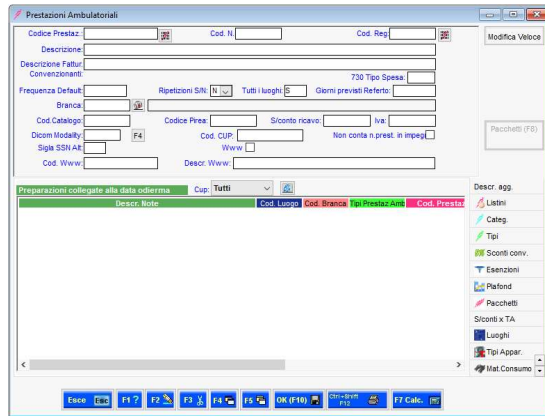 Prestazioni Ambulatoriali
Codice Prestaz.: Cod. N. Cod. Reg: Modifica Veloce
Descrizione:
Descrizione Fattur.
Convenzionanti: 730 Tipo Spesa:
Frequenza Default: Ripetizioni S/N: N Tutti i luoghi: S Giorni previsti Referto:
Branca:
Cod.Catalogo: Codice Pirea: S/conto ricavo: Iva:
Dicom Modality: F4 Cod. CUP: Non conta n.prest. in impegn Pacchetti (F8)
Sigla SSN Alt: Www
Cod. Www: Descr. Www:
Preparazioni collegate alla data odierma Cup: Tutti Descr. agg.
Descr. Note Cod. Luogo Cod. Branca Tipi Prestaz Amb Cod. Prestaz
Listini
Categ.
Tipi
Sconti conv.
Esenzioni
Plafond
Pacchetti
S/conti x TA
Luoghi
Tipi Appar.
Mat.Consumo
Esce Esc F1 ? F2 F3 F4 F5 OK (F10) Ctrl+Shift F12 F7 Calc.